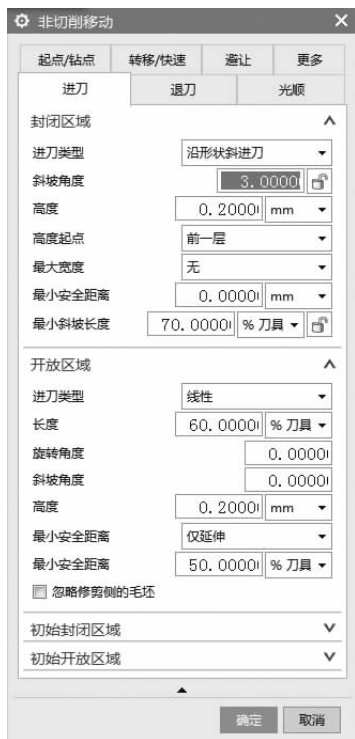 非切削移动
起点/钻点 转移/快速 避让 更多
进刀 退刀 光顺
封闭区域
进刀类型 沿形状斜进刀
斜坡角度 3.0000
高度 0.2000 mm
高度起点 前一层
最大宽度 无
最小安全距离 0.0000 mm
最小斜坡长度 70.0000 % 刀具
开放区域
进刀类型 线性
长度 60.0000 % 刀具
旋转角度 0.0000
斜坡角度 0.0000
高度 0.2000 mm
最小安全距离 仅延伸
最小安全距离 50.0000 % 刀具
忽略修剪侧的毛坯
初始封闭区域
初始开放区域
确定 取消